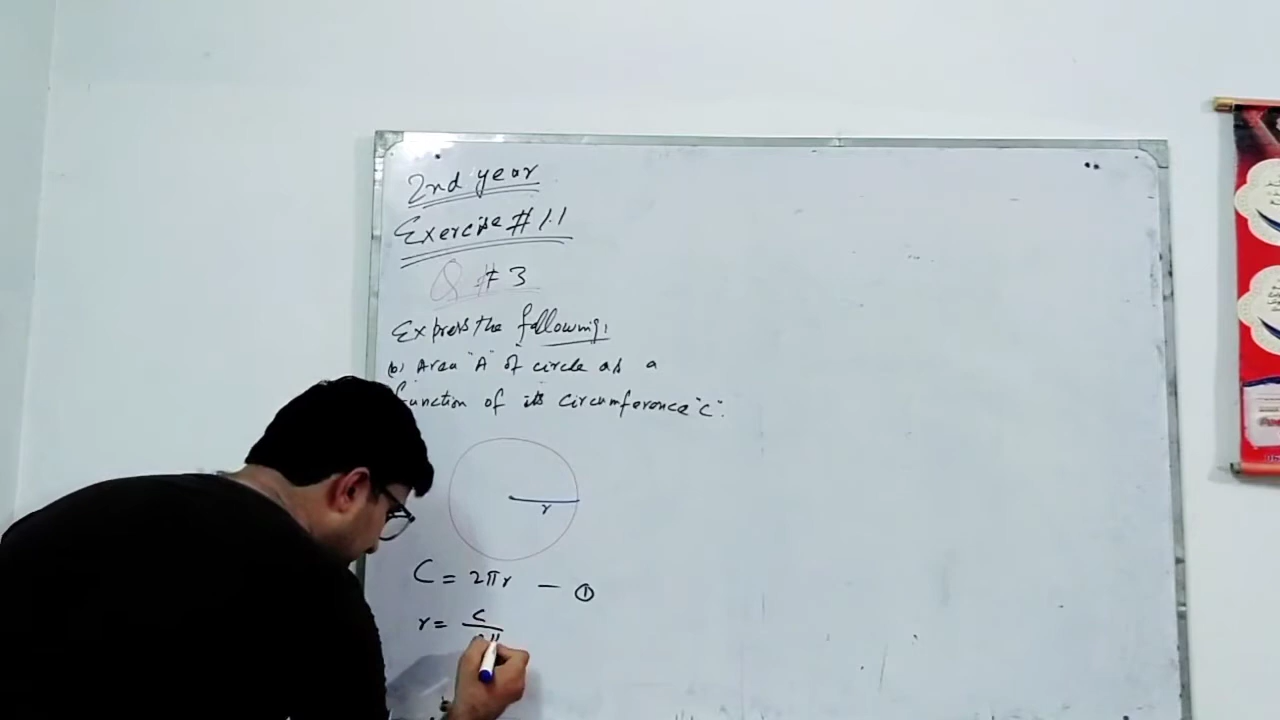 2nd year
Exercise # 1.1
Q # 3
Express the following:
(b) Area "A" of circle as a
function of its circumference "C".
r
C = 2πr — ①
r = C